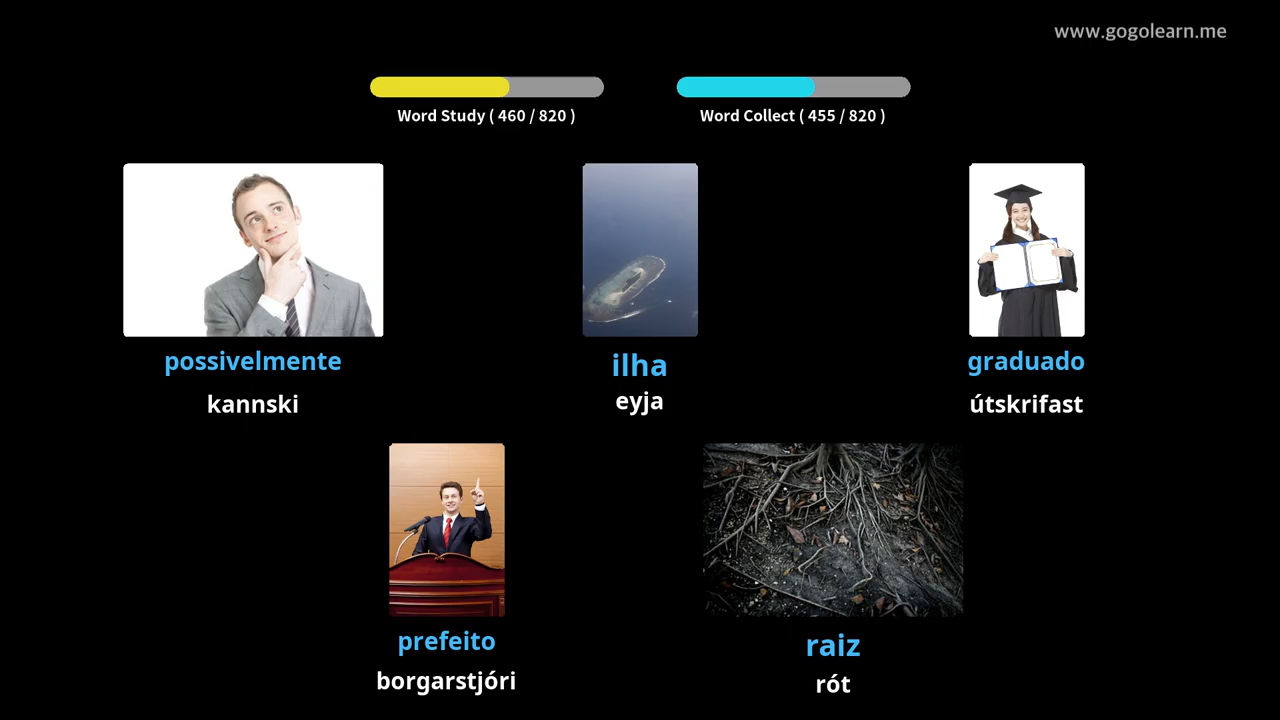 www.gogolearn.me
Word Study ( 460 / 820 )
Word Collect ( 455 / 820 )
possivelmente
kannski
ilha
eyja
graduado
útskrifast
prefeito
borgarstjóri
raiz
rót